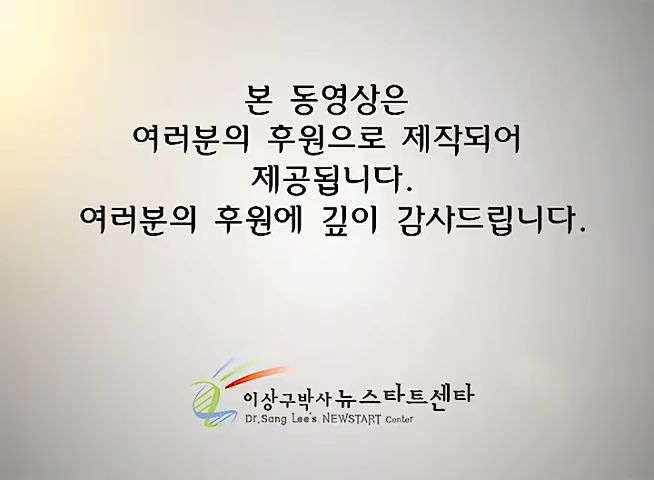 본 동영상은
여러분의 후원으로 제작되어
제공됩니다.
여러분의 후원에 깊이 감사드립니다.
이상구박사 뉴스타트센타
Dr.Sang Lee's NEWSTART Center